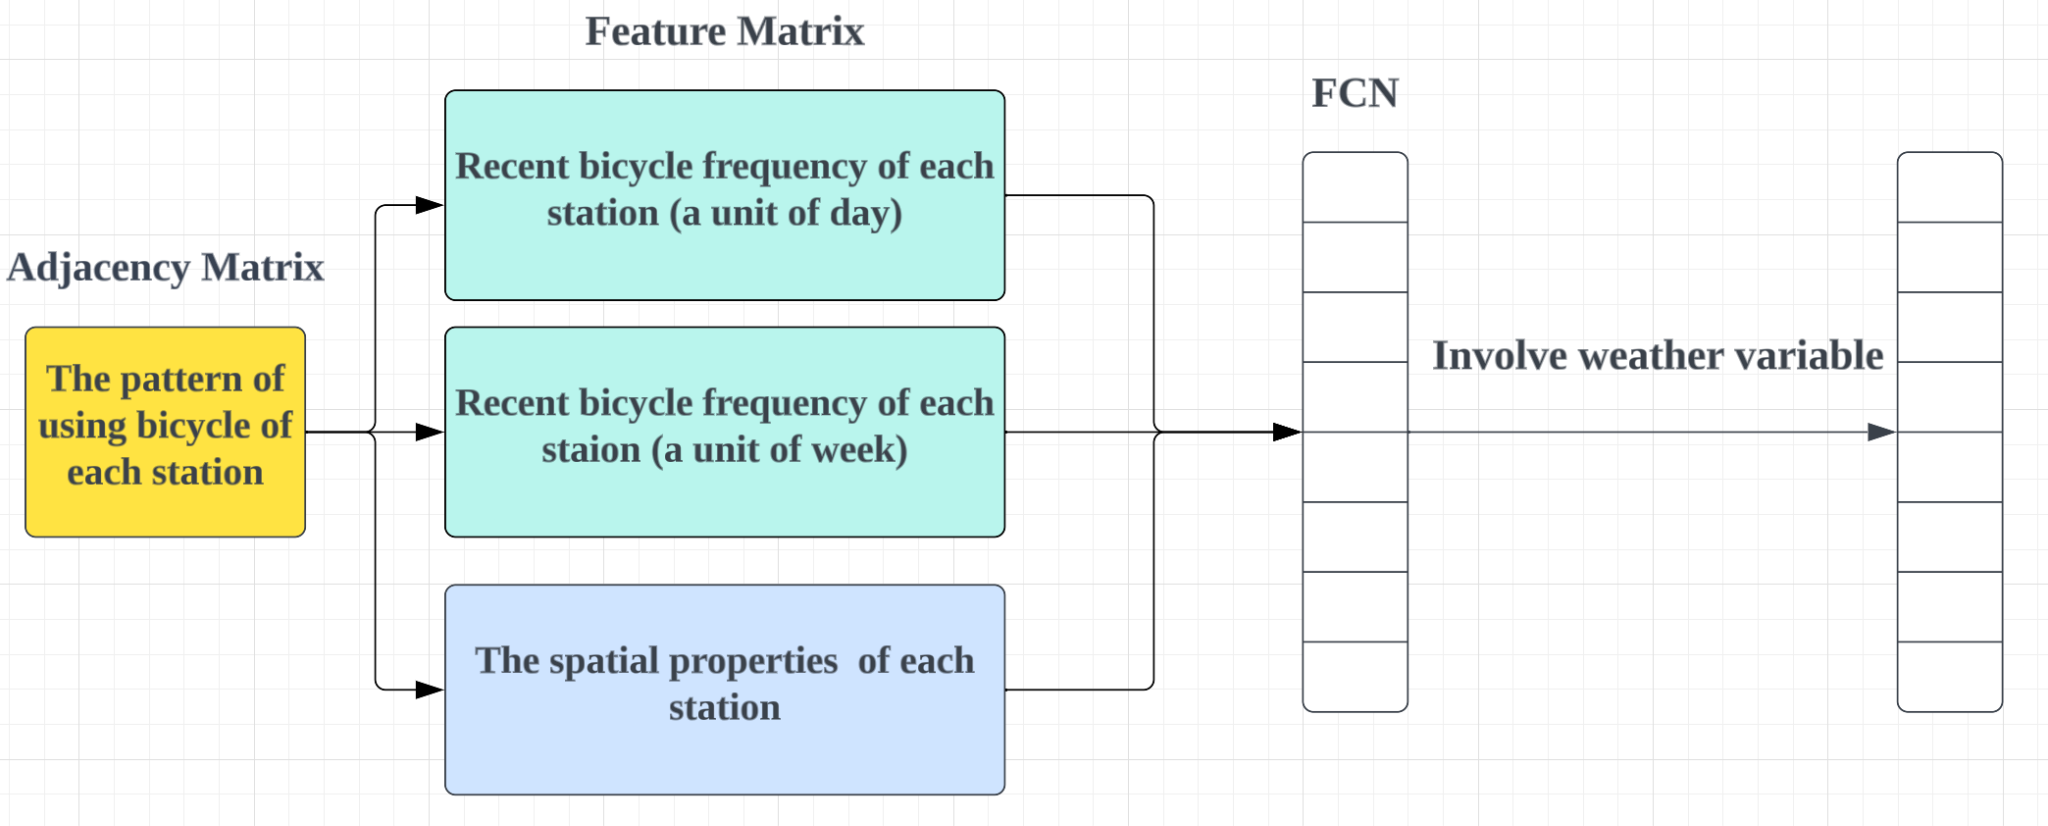 Feature Matrix
FCN
Adjacency Matrix
The pattern of
using bicycle of
each station
Recent bicycle frequency of each
station (a unit of day)
Recent bicycle frequency of each
staion (a unit of week)
The spatial properties  of each
station
Involve weather variable